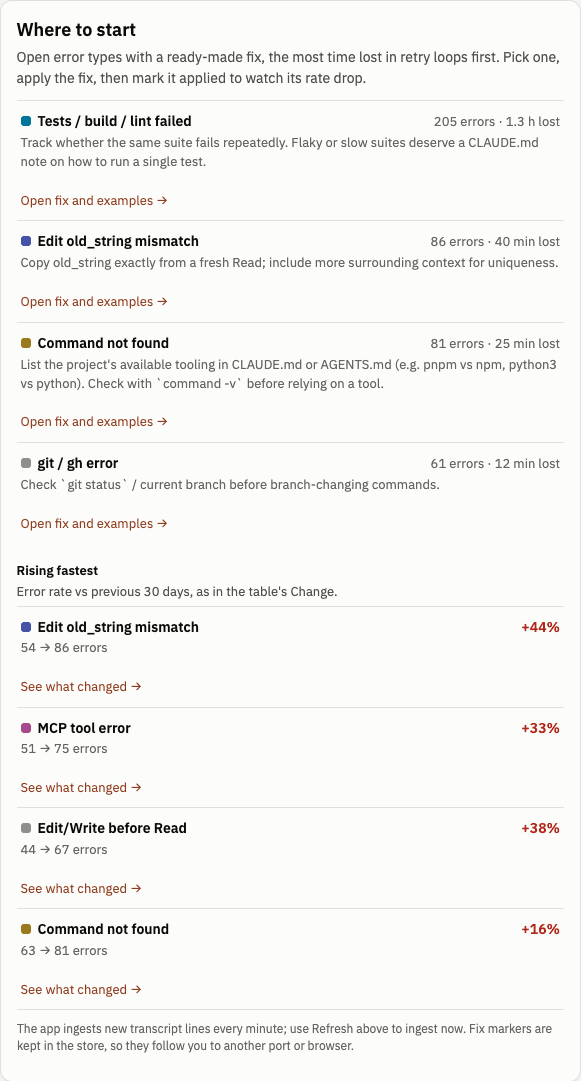 Where to start
Open error types with a ready-made fix, the most time lost in retry loops first. Pick one,
apply the fix, then mark it applied to watch its rate drop.
Tests / build / lint failed 205 errors · 1.3 h lost
Track whether the same suite fails repeatedly. Flaky or slow suites deserve a CLAUDE.md
note on how to run a single test.
Open fix and examples →
Edit old_string mismatch 86 errors · 40 min lost
Copy old_string exactly from a fresh Read; include more surrounding context for uniqueness.
Open fix and examples →
Command not found 81 errors · 25 min lost
List the project's available tooling in CLAUDE.md or AGENTS.md (e.g. pnpm vs npm, python3
vs python). Check with `command -v` before relying on a tool.
Open fix and examples →
git / gh error 61 errors · 12 min lost
Check `git status` / current branch before branch-changing commands.
Open fix and examples →
Rising fastest
Error rate vs previous 30 days, as in the table's Change.
Edit old_string mismatch +44%
54 → 86 errors
See what changed →
MCP tool error +33%
51 → 75 errors
See what changed →
Edit/Write before Read +38%
44 → 67 errors
See what changed →
Command not found +16%
63 → 81 errors
See what changed →
The app ingests new transcript lines every minute; use Refresh above to ingest now. Fix markers are
kept in the store, so they follow you to another port or browser.